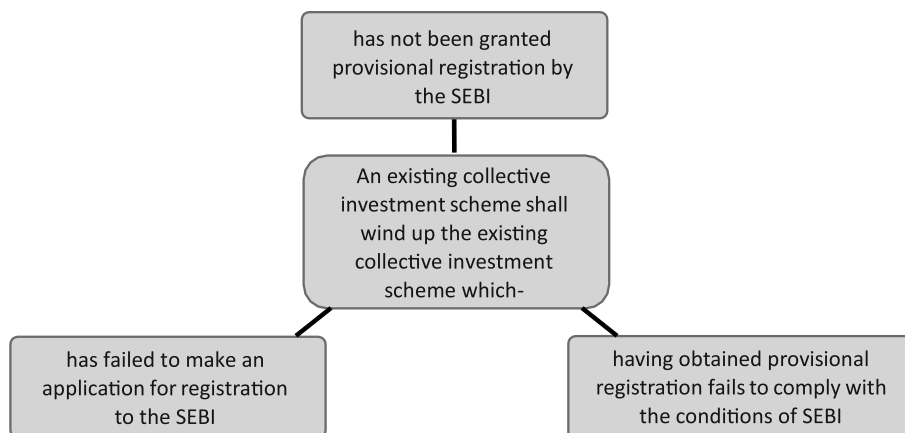 has not been granted
provisional registration by
the SEBI
An existing collective
investment scheme shall
wind up the existing
collective investment
scheme which-
has failed to make an
application for registration
to the SEBI
having obtained provisional
registration fails to comply with
the conditions of SEBI